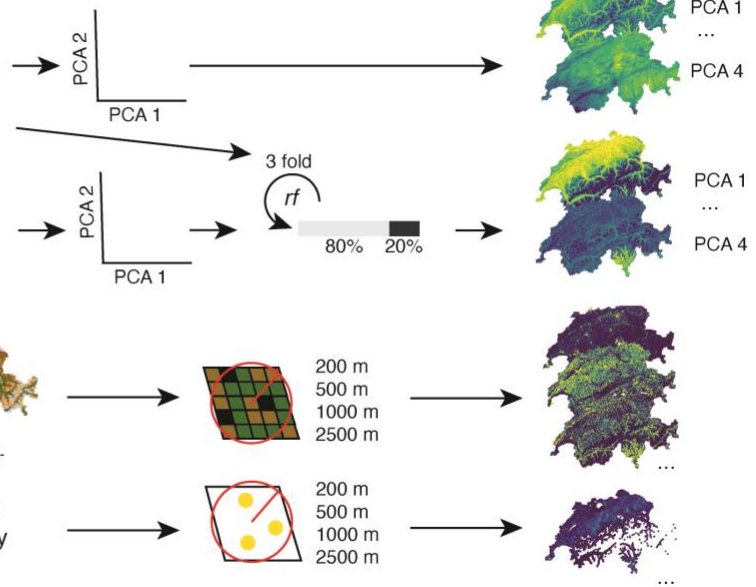 PCA 1
...
PCA 2
PCA 4
PCA 1
3 fold
rf
PCA 2
PCA 1
...
80% 20%
PCA 4
PCA 1
200 m
500 m
1000 m
2500 m
...
200 m
500 m
1000 m
2500 m
...